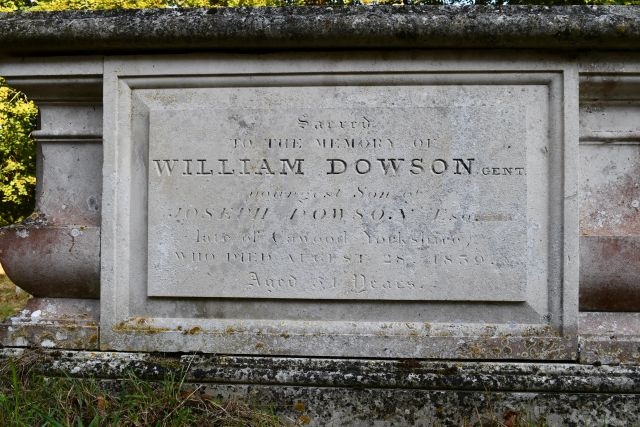 Sacred
TO THE MEMORY OF
WILLIAM DOWSON, GENT.
youngest Son of
JOSEPH DOWSON Esq.
late of Cawood Yorkshire,
WHO DIED AUGUST 28, 1839.
Aged 31 Years.